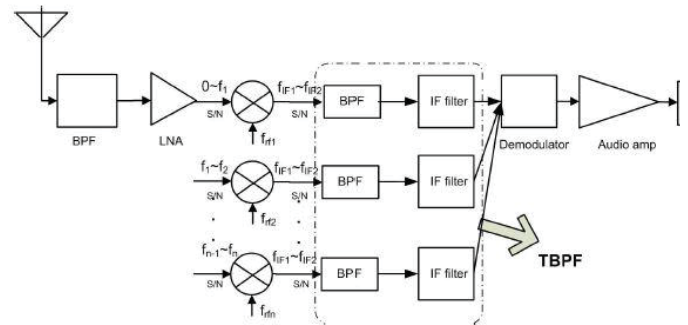 0~f1
fIF1~fIF2
BPF
IF filter
S/N
S/N
BPF
LNA
frf1
Demodulator
Audio amp
f1~f2
fIF1~fIF2
BPF
IF filter
S/N
S/N
frf2
TBPF
fn-1~fn
fIF1~fIF2
BPF
IF filter
S/N
S/N
frfn